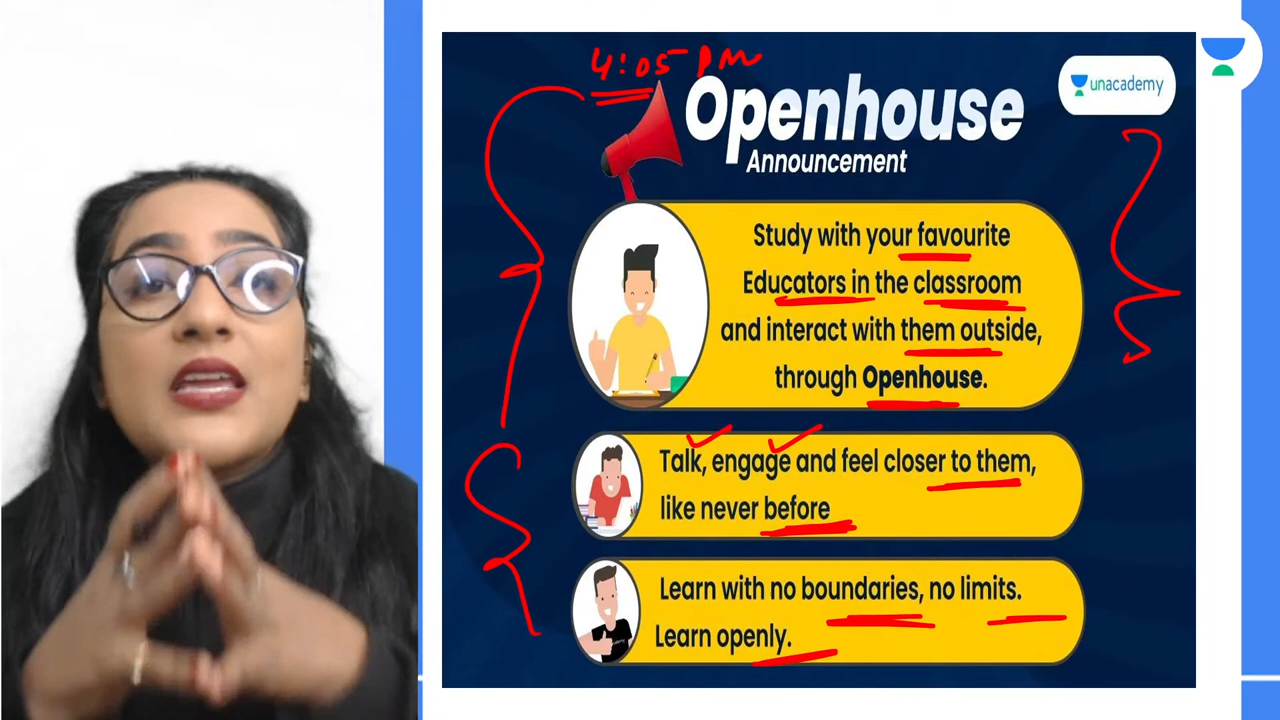 4:05 PM
Openhouse
Announcement
unacademy
Study with your favourite
Educators in the classroom
and interact with them outside,
through Openhouse.
Talk, engage and feel closer to them,
like never before
Learn with no boundaries, no limits.
Learn openly.